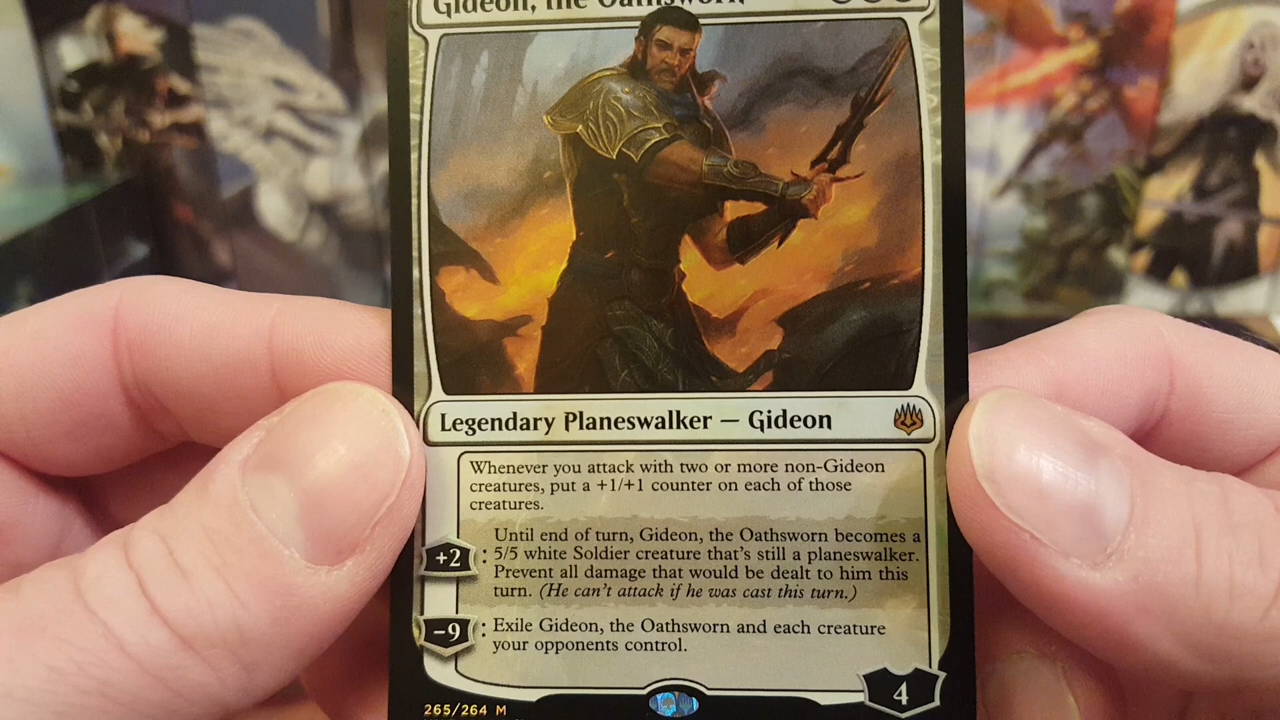 Gideon, the Oathsworn
Legendary Planeswalker — Gideon
Whenever you attack with two or more non-Gideon
creatures, put a +1/+1 counter on each of those
creatures.
Until end of turn, Gideon, the Oathsworn becomes a
+2 : 5/5 white Soldier creature that's still a planeswalker.
Prevent all damage that would be dealt to him this
turn. (He can't attack if he was cast this turn.)
-9 : Exile Gideon, the Oathsworn and each creature
your opponents control.
4
265/264 M